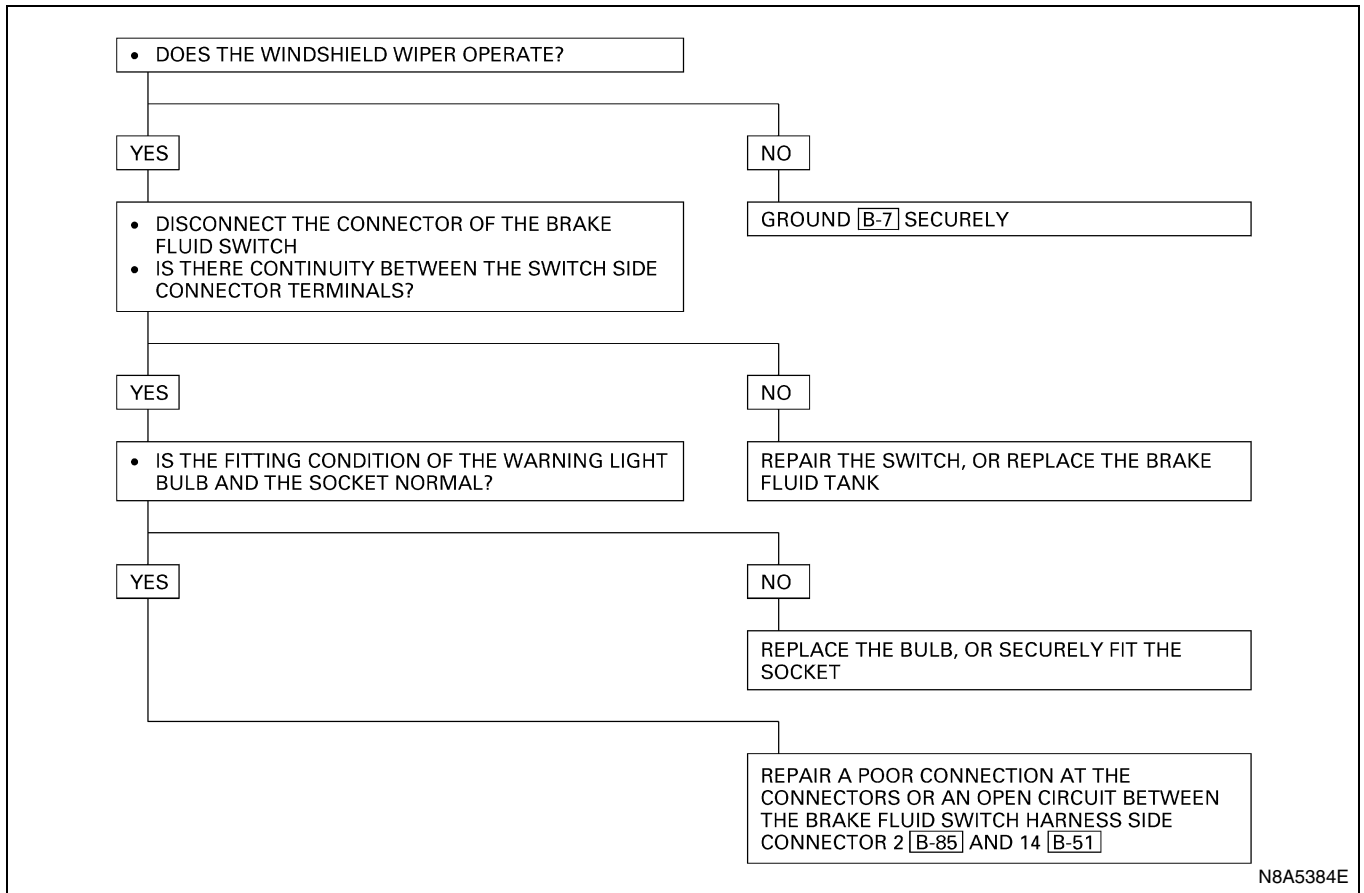 • DOES THE WINDSHIELD WIPER OPERATE?
YES
NO
• DISCONNECT THE CONNECTOR OF THE BRAKE
FLUID SWITCH
• IS THERE CONTINUITY BETWEEN THE SWITCH SIDE
CONNECTOR TERMINALS?
GROUND B-7 SECURELY
YES
NO
• IS THE FITTING CONDITION OF THE WARNING LIGHT
BULB AND THE SOCKET NORMAL?
REPAIR THE SWITCH, OR REPLACE THE BRAKE
FLUID TANK
YES
NO
REPLACE THE BULB, OR SECURELY FIT THE
SOCKET
REPAIR A POOR CONNECTION AT THE
CONNECTORS OR AN OPEN CIRCUIT BETWEEN
THE BRAKE FLUID SWITCH HARNESS SIDE
CONNECTOR 2 B-85 AND 14 B-51
N8A5384E